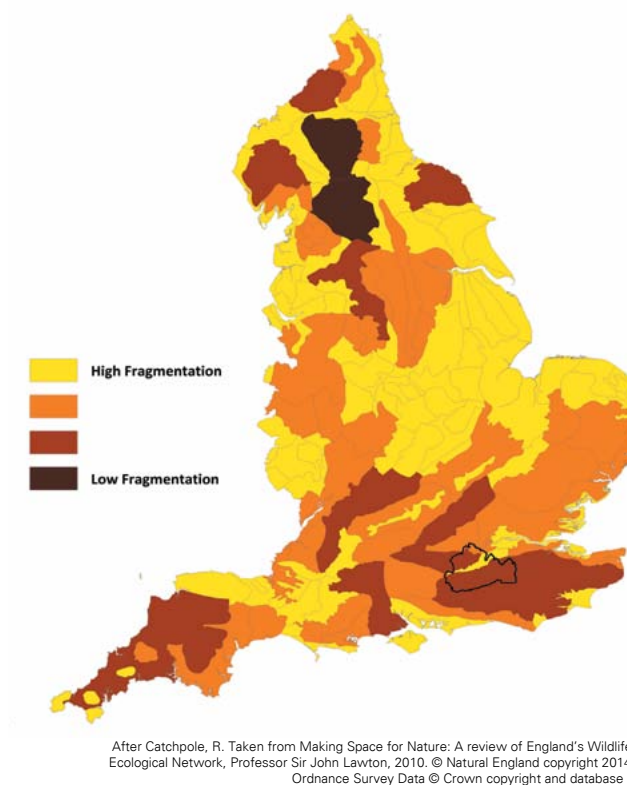 High Fragmentation
Low Fragmentation
After Catchpole, R. Taken from Making Space for Nature: A review of England's Wildlife
Ecological Network, Professor Sir John Lawton, 2010. © Natural England copyright 2014
Ordnance Survey Data © Crown copyright and database